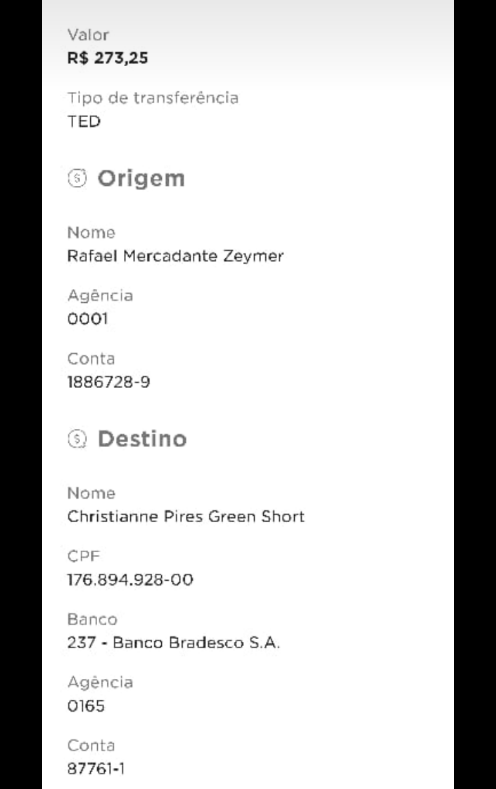 Valor
R$ 273,25
Tipo de transferência
TED
Origem
Nome
Rafael Mercadante Zeymer
Agência
0001
Conta
1886728-9
Destino
Nome
Christianne Pires Green Short
CPF
176.894.928-00
Banco
237 - Banco Bradesco S.A.
Agência
0165
Conta
87761-1